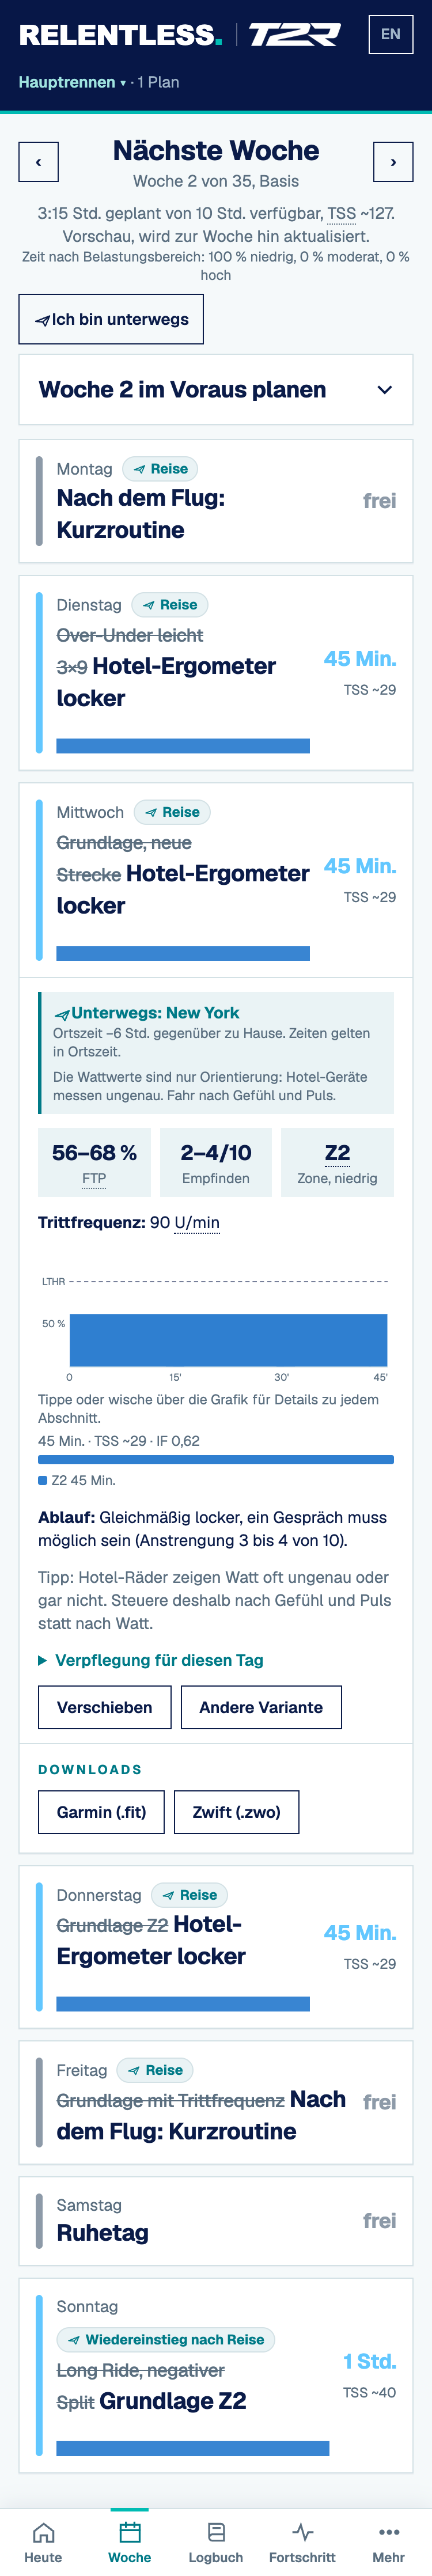 RELENTLESS. | TZR EN
Hauptrennen ▾ · 1 Plan
‹ Nächste Woche ›
Woche 2 von 35, Basis
3:15 Std. geplant von 10 Std. verfügbar, TSS ~127.
Vorschau, wird zur Woche hin aktualisiert.
Zeit nach Belastungsbereich: 100 % niedrig, 0 % moderat, 0 %
hoch
Ich bin unterwegs
Woche 2 im Voraus planen
Montag Reise
Nach dem Flug:
Kurzroutine
frei
Dienstag Reise
Over-Under leicht
3×9 Hotel-Ergometer
locker
45 Min.
TSS ~29
Mittwoch Reise
Grundlage, neue
Strecke Hotel-Ergometer
locker
45 Min.
TSS ~29
Unterwegs: New York
Ortszeit −6 Std. gegenüber zu Hause. Zeiten gelten
in Ortszeit.
Die Wattwerte sind nur Orientierung: Hotel-Geräte
messen ungenau. Fahr nach Gefühl und Puls.
56–68 % 2–4/10 Z2
FTP Empfinden Zone, niedrig
Trittfrequenz: 90 U/min
LTHR
50 %
0 15' 30' 45'
Tippe oder wische über die Grafik für Details zu jedem
Abschnitt.
45 Min. · TSS ~29 · IF 0,62
Z2 45 Min.
Ablauf: Gleichmäßig locker, ein Gespräch muss
möglich sein (Anstrengung 3 bis 4 von 10).
Tipp: Hotel-Räder zeigen Watt oft ungenau oder
gar nicht. Steuere deshalb nach Gefühl und Puls
statt nach Watt.
▶ Verpflegung für diesen Tag
Verschieben Andere Variante
DOWNLOADS
Garmin (.fit) Zwift (.zwo)
Donnerstag Reise
Grundlage Z2 Hotel-
Ergometer locker
45 Min.
TSS ~29
Freitag Reise
Grundlage mit Trittfrequenz Nach
dem Flug: Kurzroutine
frei
Samstag
Ruhetag
frei
Sonntag
Wiedereinstieg nach Reise
Long Ride, negativer
Split Grundlage Z2
1 Std.
TSS ~40
Heute Woche Logbuch Fortschritt Mehr